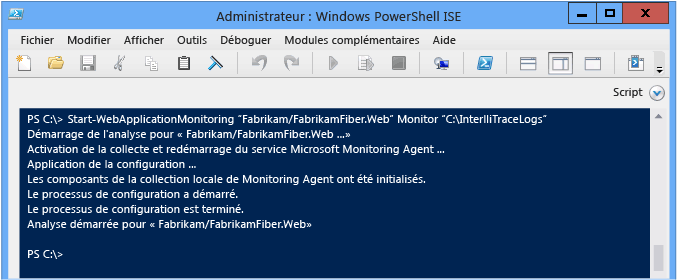 Administrateur : Windows PowerShell ISE
Fichier Modifier Afficher Outils Déboguer Modules complémentaires Aide
Script
PS C:\> Start-WebApplicationMonitoring "Fabrikam/FabrikamFiber.Web" Monitor "C:\InterlliTraceLogs"
Démarrage de l'analyse pour « Fabrikam/FabrikamFiber.Web ...»
Activation de la collecte et redémarrage du service Microsoft Monitoring Agent ...
Application de la configuration ...
Les composants de la collection locale de Monitoring Agent ont été initialisés.
Le processus de configuration a démarré.
Le processus de configuration est terminé.
Analyse démarrée pour « Fabrikam/FabrikamFiber.Web»
PS C:\>